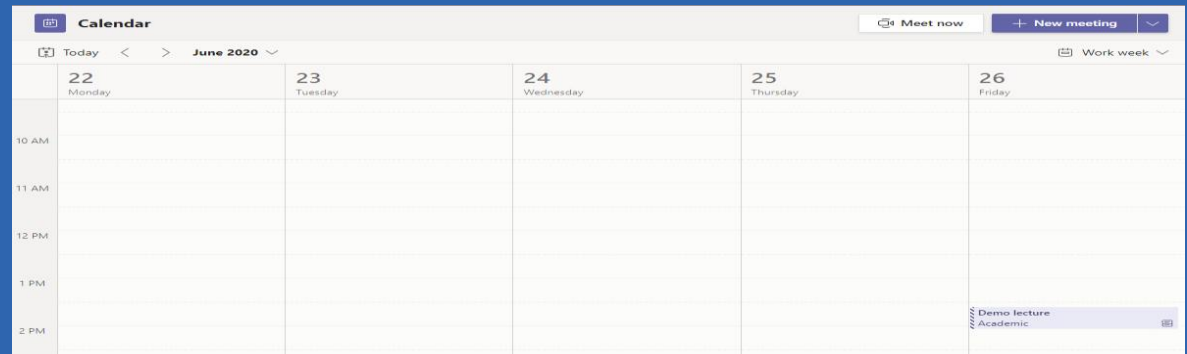 Calendar
Meet now
+ New meeting
Today < > June 2020
Work week
22 23 24 25 26
Monday Tuesday Wednesday Thursday Friday
10 AM
11 AM
12 PM
1 PM
Demo lecture
Academic
2 PM